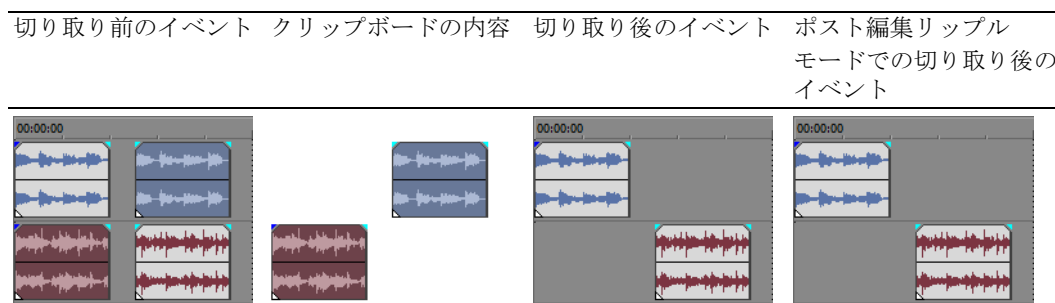 切り取り前のイベント
クリップボードの内容
切り取り後のイベント
ポスト編集リップル
モードでの切り取り後の
イベント
00:00:00
00:00:00
00:00:00